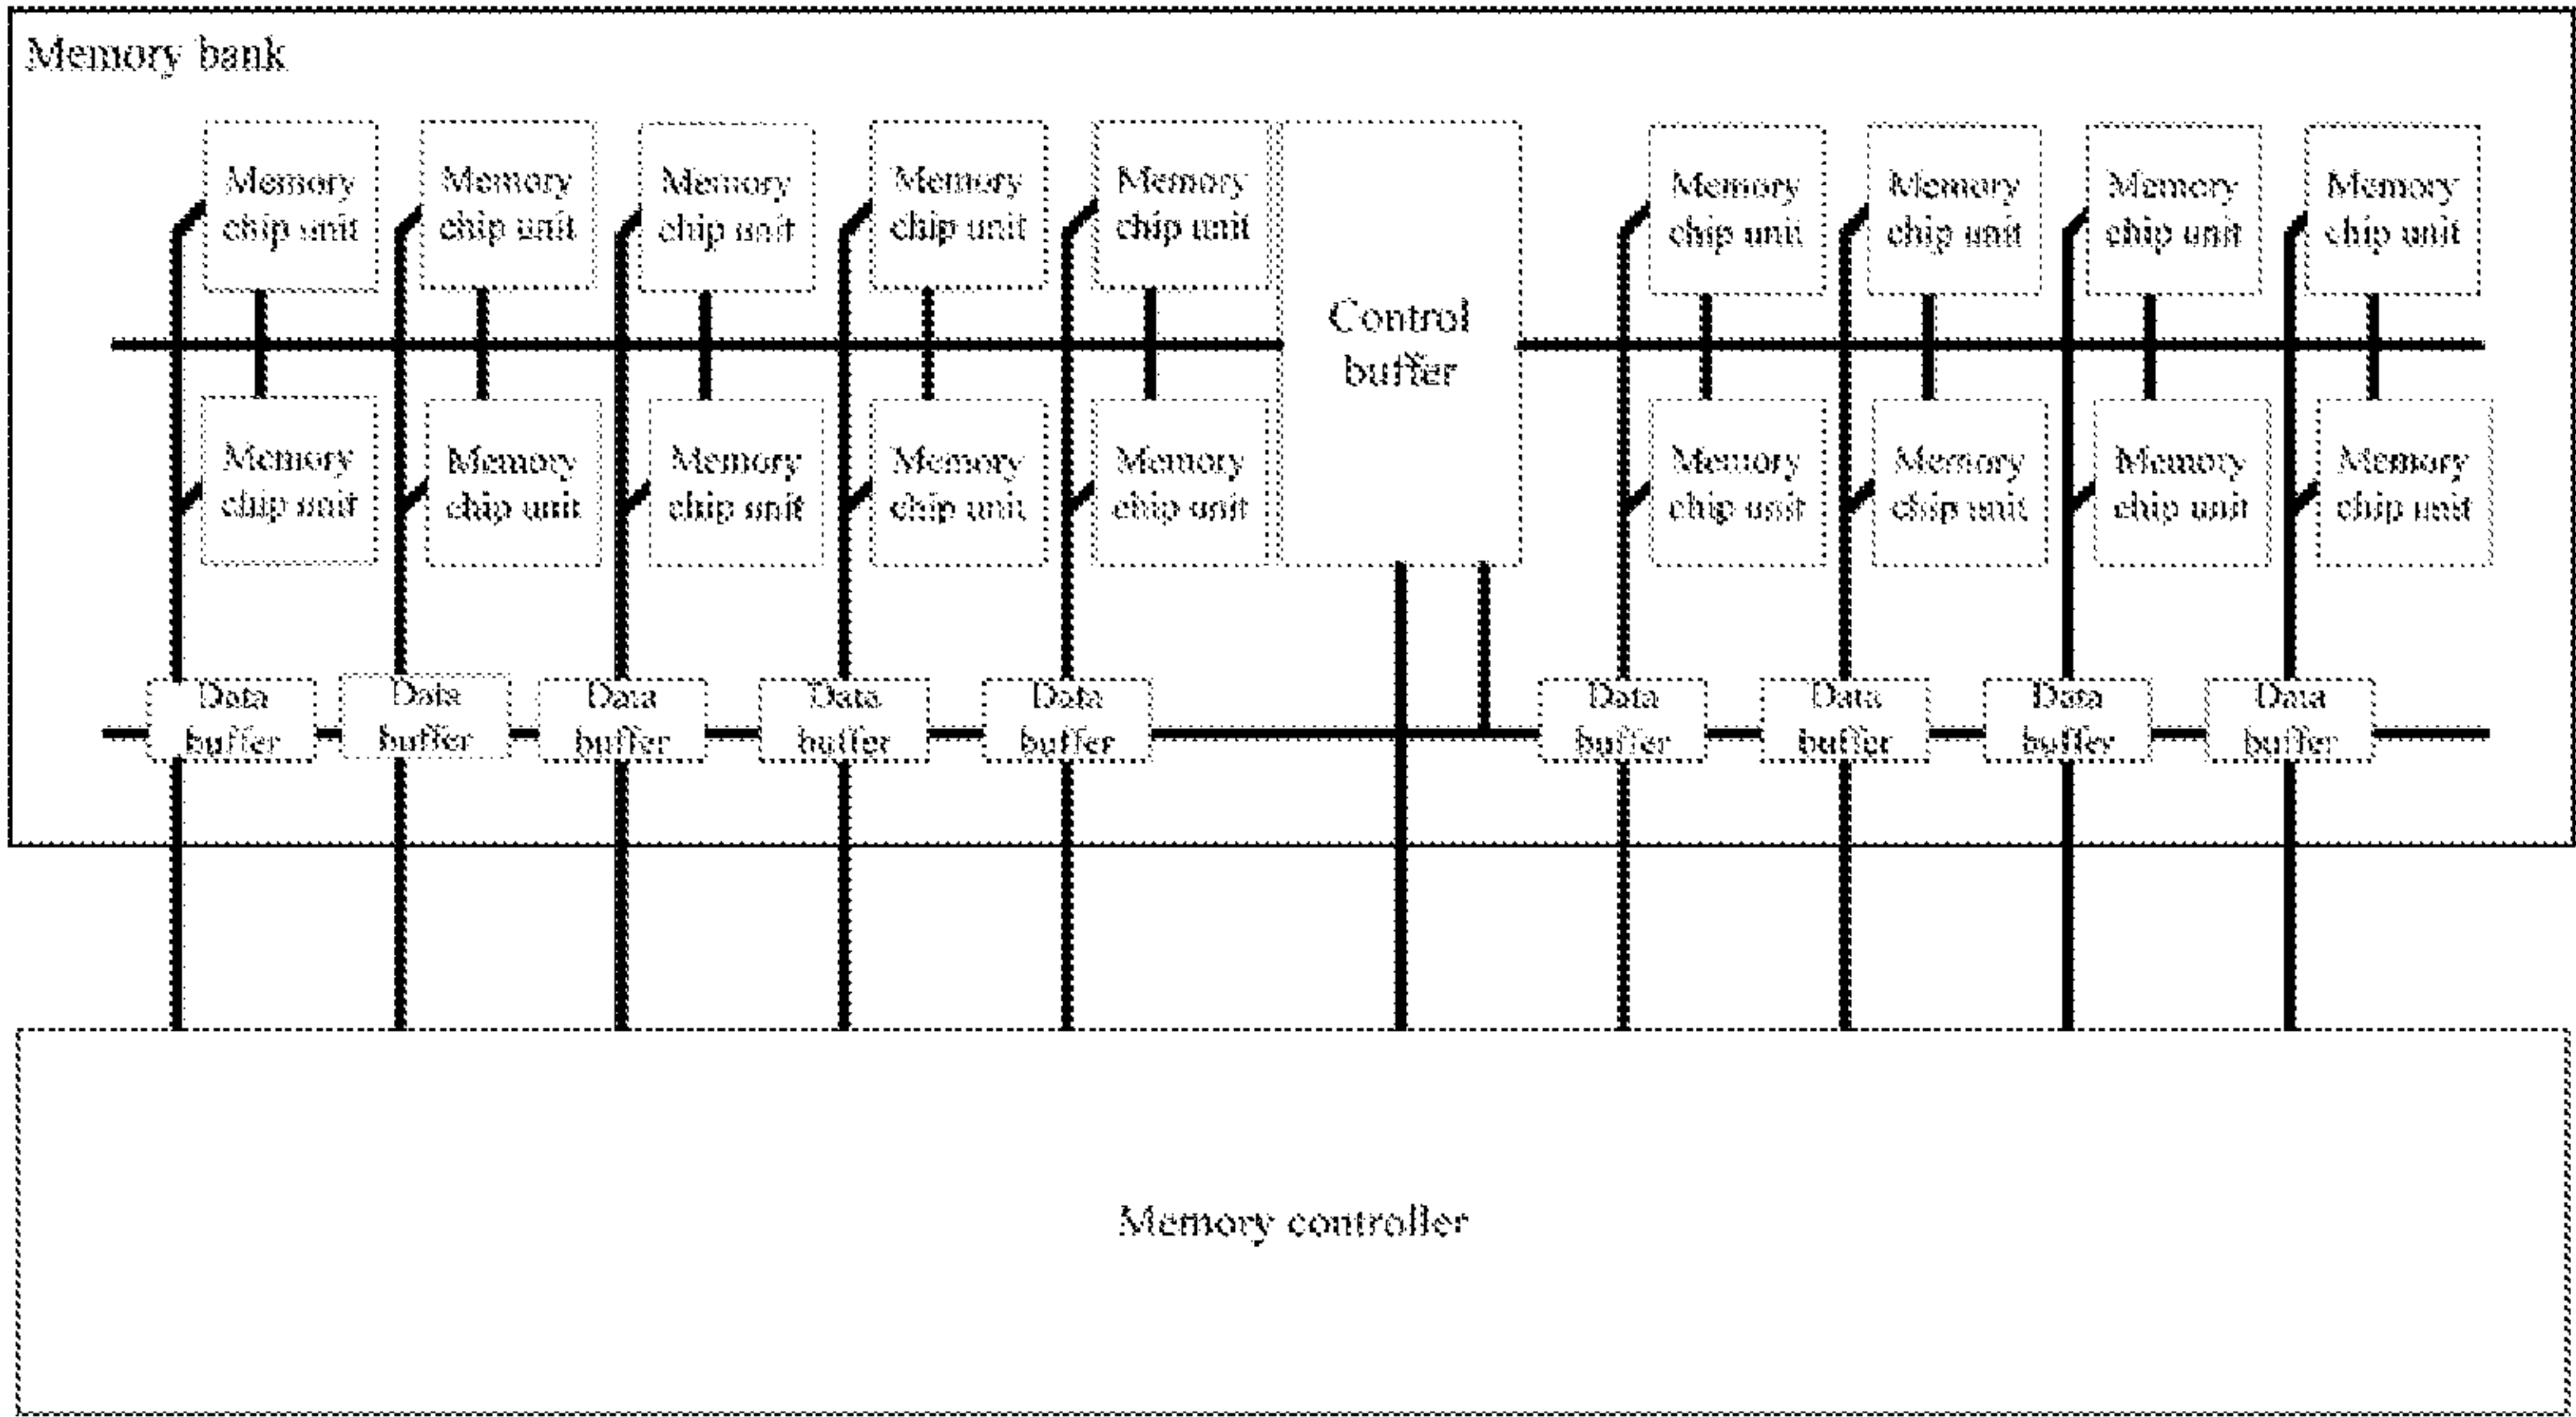 Memory bank
Memory
chip unit
Memory
chip unit
Memory
chip unit
Memory
chip unit
Memory
chip unit
Memory
chip unit
Memory
chip unit
Memory
chip unit
Memory
chip unit
Control
buffer
Memory
chip unit
Memory
chip unit
Memory
chip unit
Memory
chip unit
Memory
chip unit
Memory
chip unit
Memory
chip unit
Memory
chip unit
Memory
chip unit
Data
buffer
Data
buffer
Data
buffer
Data
buffer
Data
buffer
Data
buffer
Data
buffer
Data
buffer
Data
buffer
Memory controller